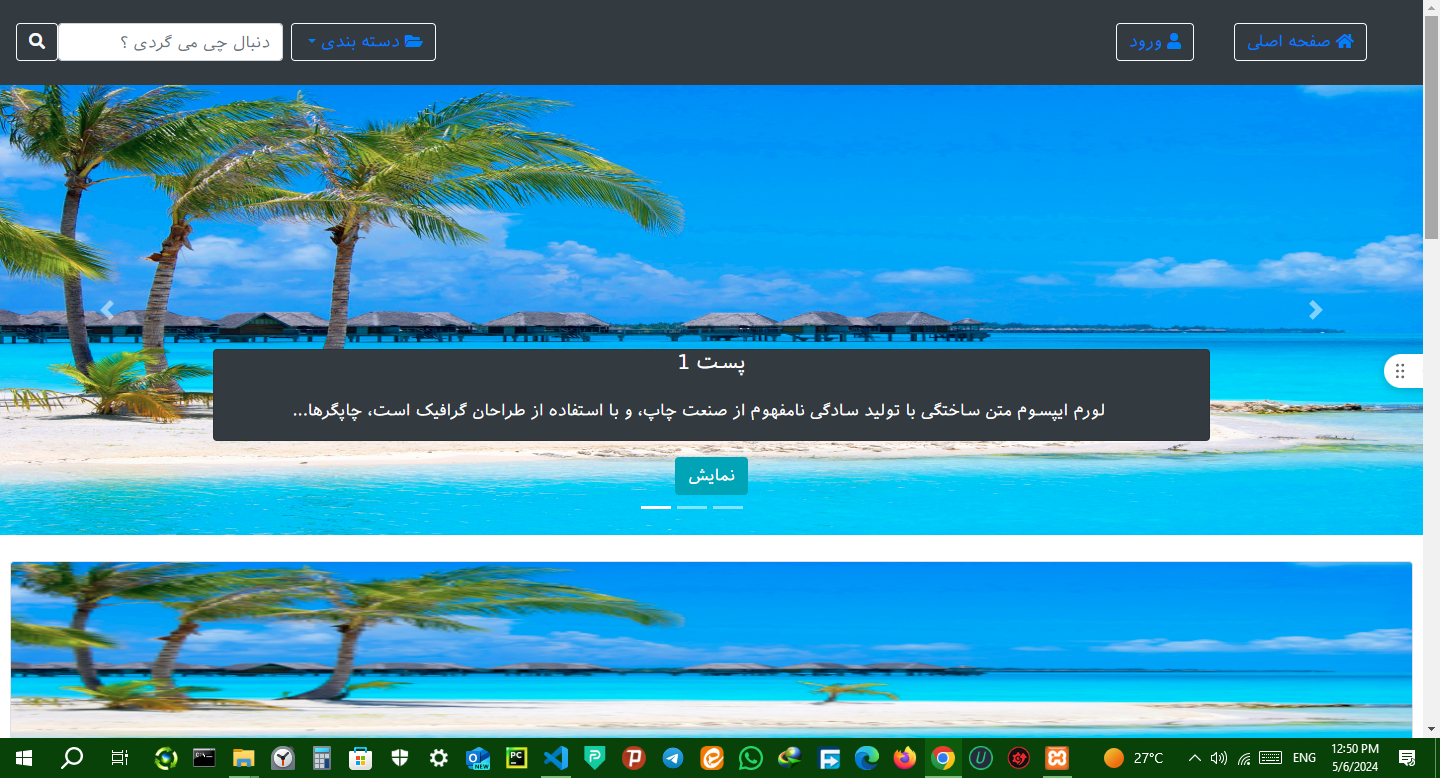 صفحه اصلی
ورود
دسته بندی
دنبال چی می گردی ؟
پست 1
لورم ایپسوم متن ساختگی با تولید سادگی نامفهوم از صنعت چاپ، و با استفاده از طراحان گرافیک است، چاپگرها...
نمایش
NEW
PC
27°C
ENG
12:50 PM
5/6/2024